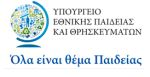 ΥΠΟΥΡΓΕΙΟ
ΕΘΝΙΚΗΣ ΠΑΙΔΕΙΑΣ
ΚΑΙ ΘΡΗΣΚΕΥΜΑΤΩΝ
Όλα είναι θέμα Παιδείας